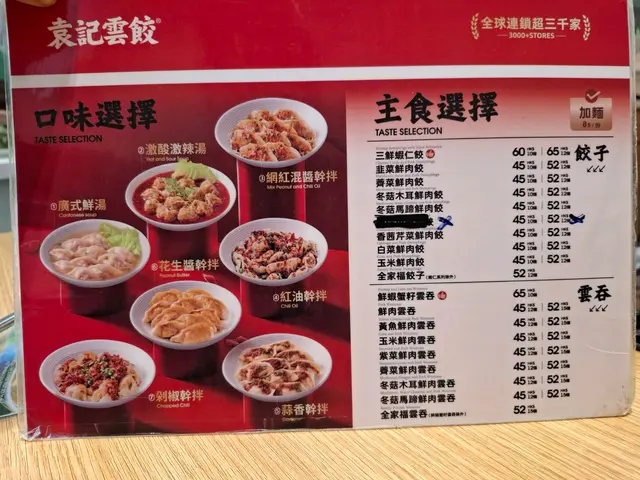 袁記雲餃®
全球連鎖超三千家
3000+STORES
口味選擇
TASTE SELECTION
②激酸激辣湯
Hot and Sour Soup
③網紅混醬幹拌
Mix Peanut and Chili Oil
①廣式鮮湯
Cantonese soup
⑥花生醬幹拌
Peanut Butter
④紅油幹拌
Chili Oil
⑦剁椒幹拌
Chopped Chili
⑤蒜香幹拌
主食選擇
TASTE SELECTION
加麵
8$/份
餃子
三鮮蝦仁餃 60 65
韭菜鮮肉餃 45 52
薺菜鮮肉餃 45 52
冬菇木耳鮮肉餃 45 52
冬菇馬蹄鮮肉餃 45 52
45 52
香茜芹菜鮮肉餃 45 52
白菜鮮肉餃 45 52
玉米鮮肉餃 45 52
全家福餃子 52
雲吞
鮮蝦蟹籽雲吞 65
鮮肉雲吞 45 52
黃魚鮮肉雲吞 45 52
玉米鮮肉雲吞 45 52
紫菜鮮肉雲吞 45 52
薺菜鮮肉雲吞 45 52
冬菇木耳鮮肉雲吞 45 52
冬菇馬蹄鮮肉雲吞 45 52
全家福雲吞 52